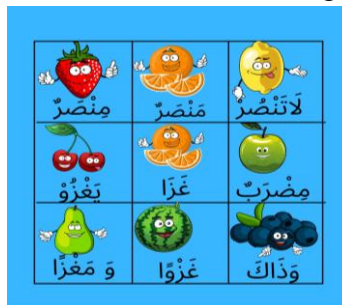 لَاتَنْصُرْ مَنْصَرٌ مِنْصَرٌ
مِضْرَبٌ غَزَا يَغْزُوْ
وَذَاكَ غَزْوًا وَ مَغْزًا